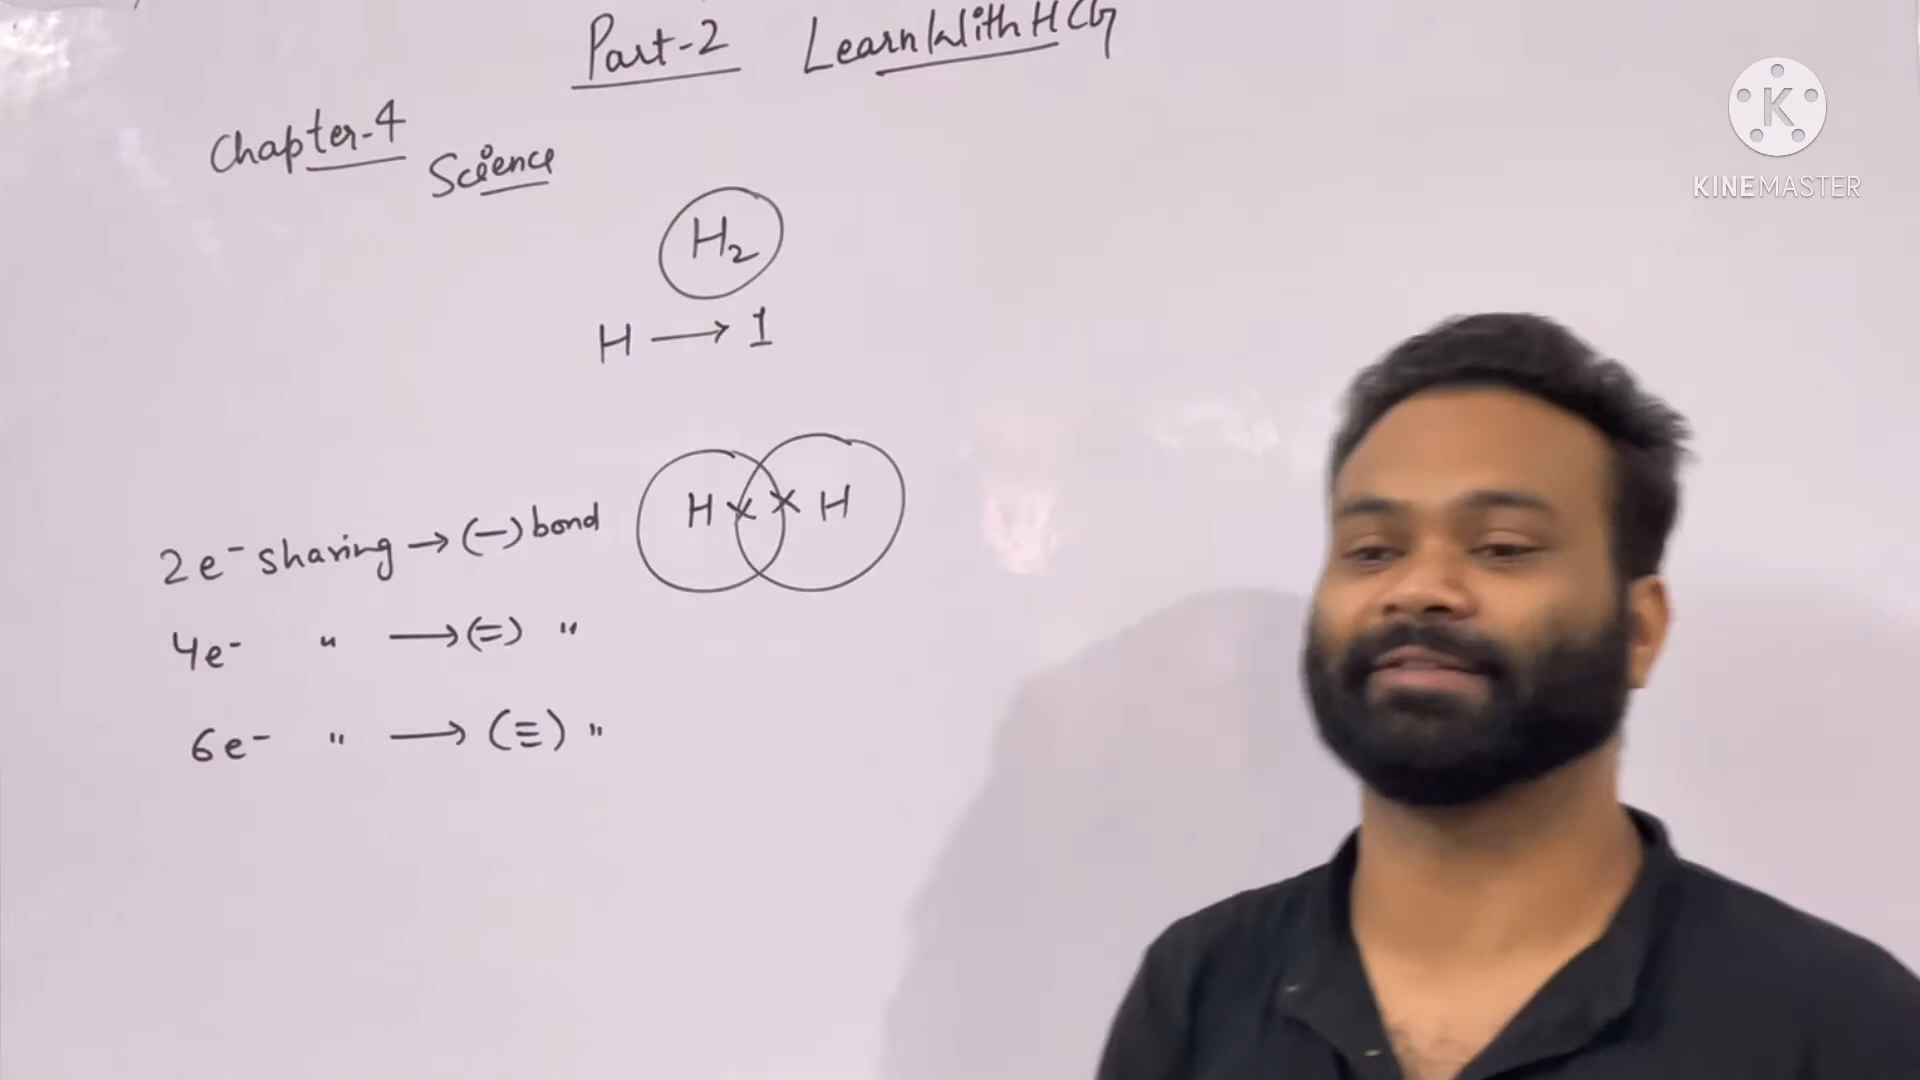 Part-2 Learn With HCG
Chapter-4
Science
H₂
H → 1
H × × H
2e⁻ sharing → (–) bond
4e⁻ " → (=) "
6e⁻ " → (≡) "
K
KINEMASTER